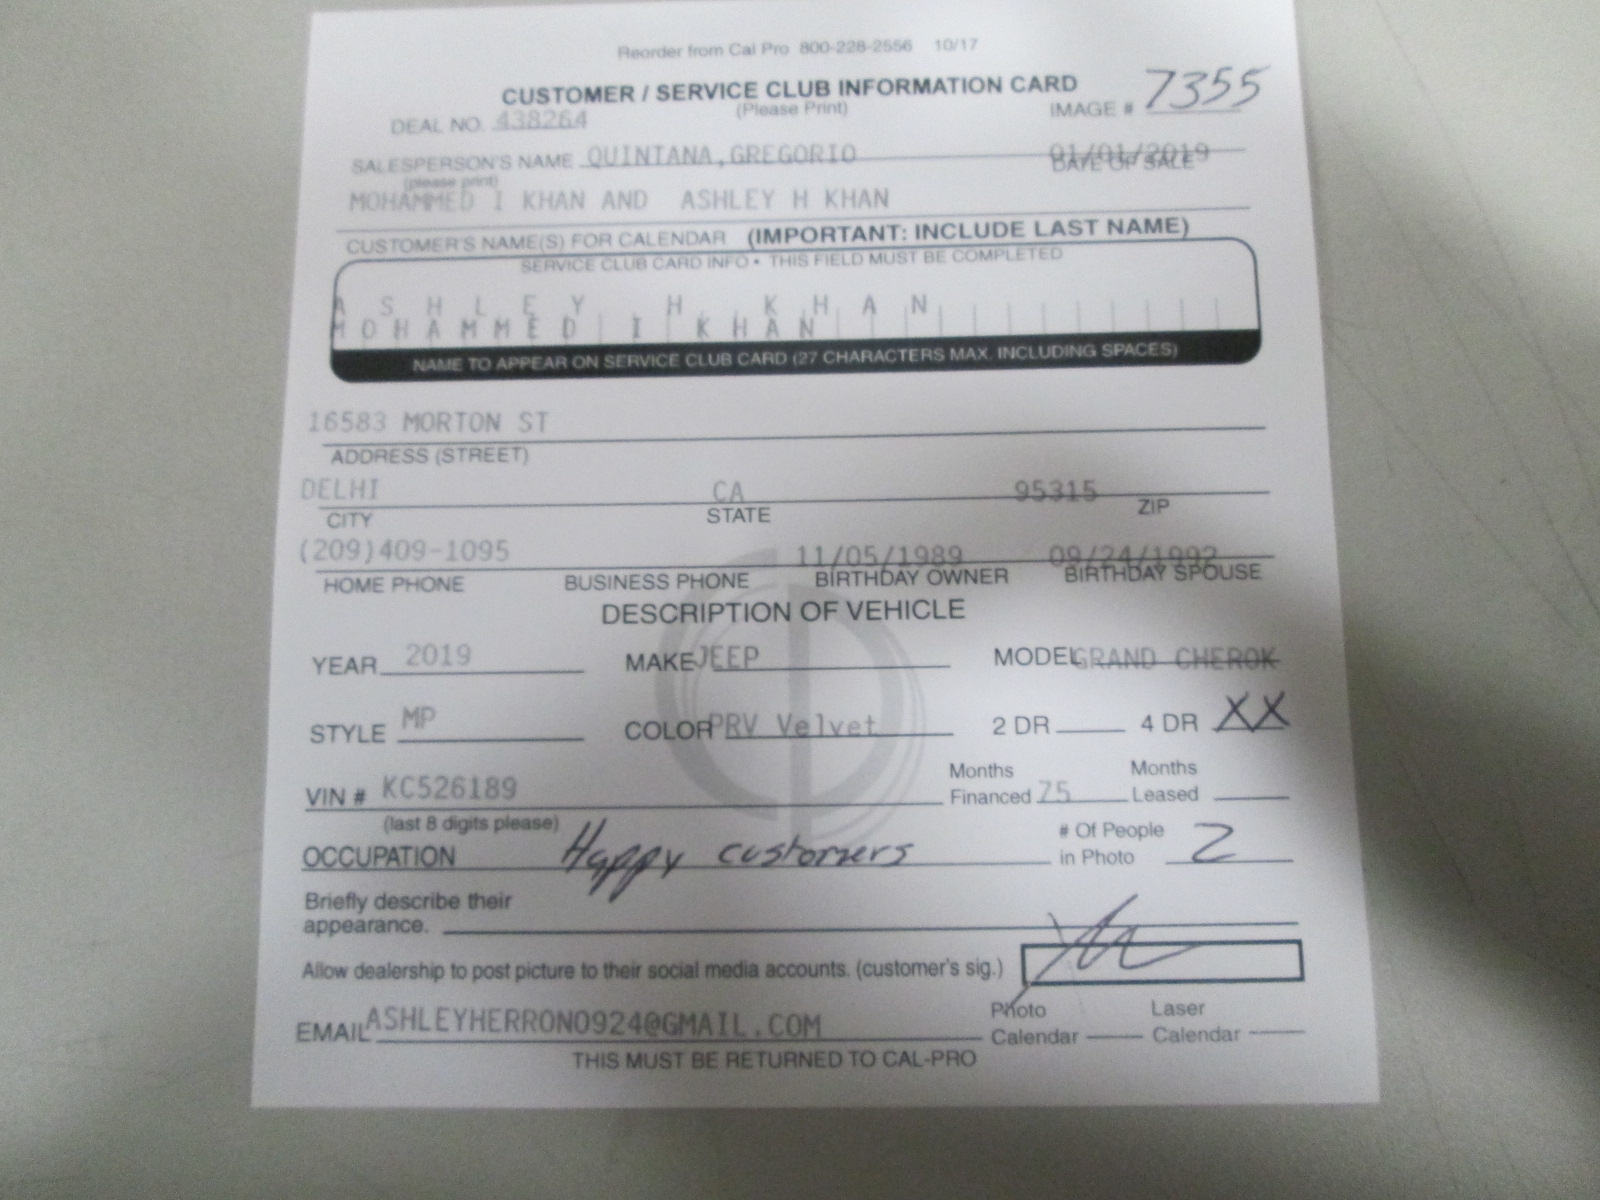 Reorder from Cal Pro 800-228-2556 10/17
CUSTOMER / SERVICE CLUB INFORMATION CARD
(Please Print)
DEAL NO. 438264 IMAGE # 7355
SALESPERSON'S NAME QUINTANA,GREGORIO 01/01/2019
(please print) DATE OF SALE
MOHAMMED I KHAN AND ASHLEY H KHAN
CUSTOMER'S NAME(S) FOR CALENDAR (IMPORTANT: INCLUDE LAST NAME)
SERVICE CLUB CARD INFO • THIS FIELD MUST BE COMPLETED
ASHLEY H KHAN
MOHAMMED I KHAN
NAME TO APPEAR ON SERVICE CLUB CARD (27 CHARACTERS MAX. INCLUDING SPACES)
16583 MORTON ST
ADDRESS (STREET)
DELHI CA 95315
CITY STATE ZIP
(209)409-1095 11/05/1989 09/24/1992
HOME PHONE BUSINESS PHONE BIRTHDAY OWNER BIRTHDAY SPOUSE
DESCRIPTION OF VEHICLE
YEAR 2019 MAKE JEEP MODEL GRAND CHEROK
STYLE MP COLOR PRV Velvet 2 DR 4 DR XX
VIN # KC526189 Months Financed 75 Months Leased
(last 8 digits please)
OCCUPATION Happy customers # Of People in Photo 2
Briefly describe their
appearance.
Allow dealership to post picture to their social media accounts. (customer's sig.)
EMAIL ASHLEYHERRON0924@GMAIL.COM Photo Calendar Laser Calendar
THIS MUST BE RETURNED TO CAL-PRO